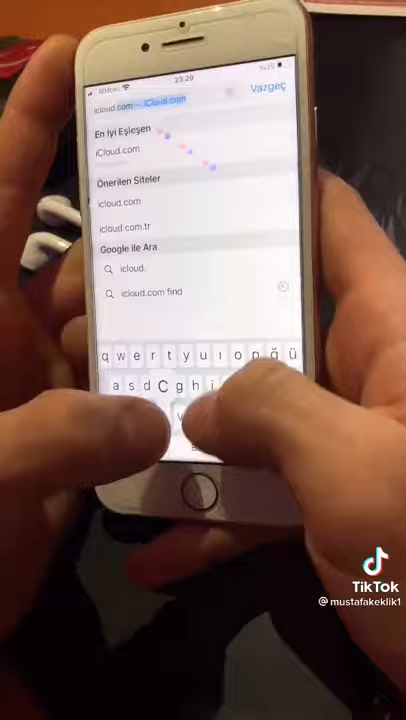 23:29
%35
icloud.com — iCloud.com
Vazgeç
En İyi Eşleşen
iCloud.com
Önerilen Siteler
icloud.com
icloud.com.tr
Google ile Ara
icloud.
icloud.com find
q w e r t y u ı o p ğ ü
a s d C g h j
TikTok
@mustafakeklik1